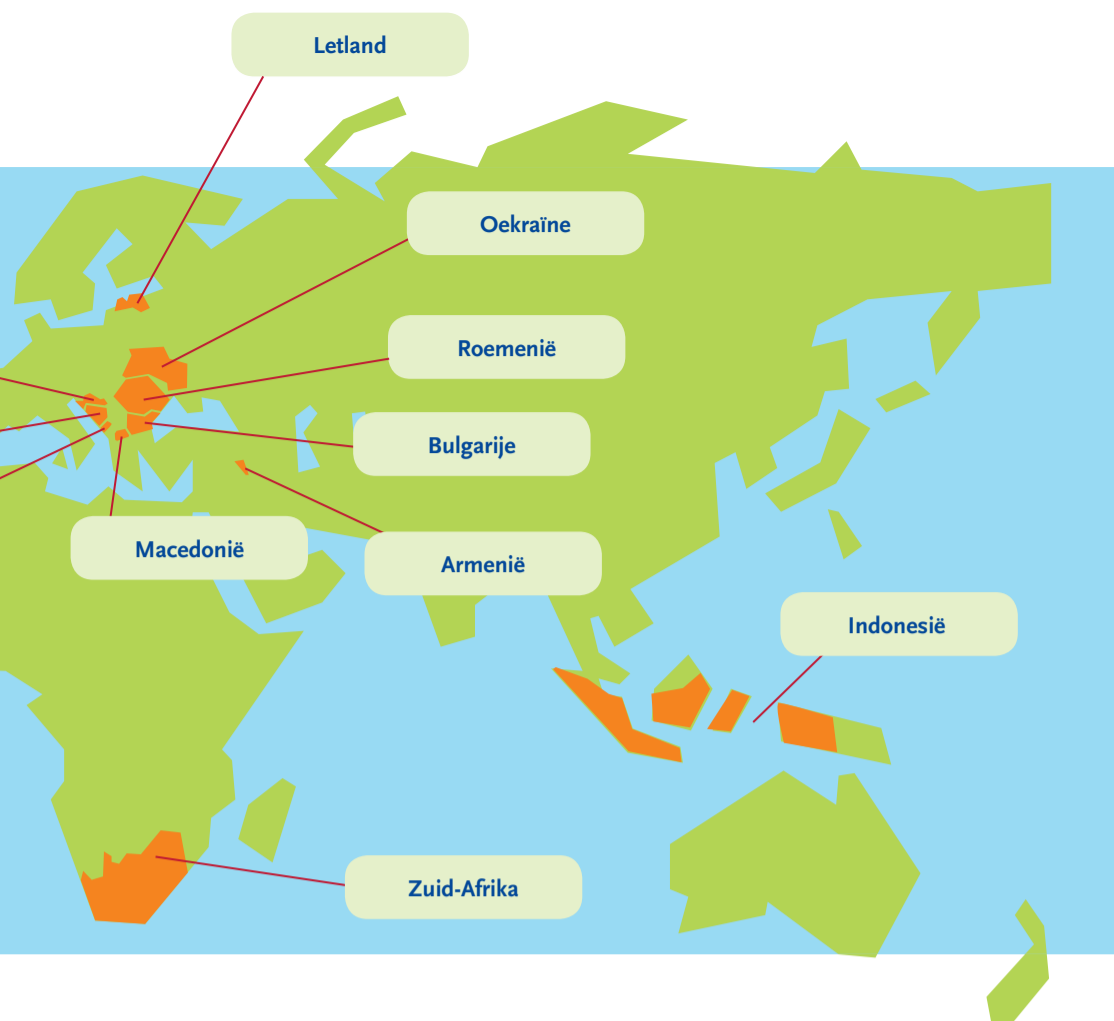 Letland
Oekraïne
Roemenië
Bulgarije
Macedonië
Armenië
Indonesië
Zuid-Afrika